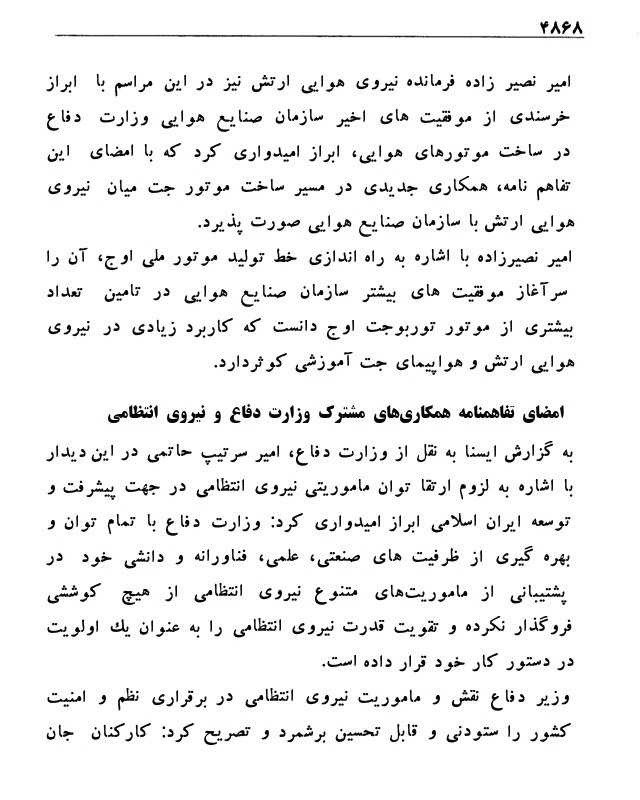 ۴۸۶۸
امیر نصیر زاده فرمانده نیروی هوایی ارتش نیز در این مراسم با ابراز
خرسندی از موفقیت های اخیر سازمان صنایع هوایی وزارت دفاع
در ساخت موتورهای هوایی، ابراز امیدواری کرد که با امضای این
تفاهم نامه، همکاری جدیدی در مسیر ساخت موتور جت میان نیروی
هوایی ارتش با سازمان صنایع هوایی صورت پذیرد.
امیر نصیرزاده با اشاره به راه اندازی خط تولید موتور ملی اوج، آن را
سرآغاز موفقیت های بیشتر سازمان صنایع هوایی در تامین تعداد
بیشتری از موتور توربوجت اوج دانست که کاربرد زیادی در نیروی
هوایی ارتش و هواپیمای جت آموزشی کوثردارد.
امضای تفاهمنامه همکاری‌های مشترک وزارت دفاع و نیروی انتظامی
به گزارش ایسنا به نقل از وزارت دفاع، امیر سرتیپ حاتمی در این دیدار
با اشاره به لزوم ارتقا توان ماموریتی نیروی انتظامی در جهت پیشرفت و
توسعه ایران اسلامی ابراز امیدواری کرد: وزارت دفاع با تمام توان و
بهره گیری از ظرفیت های صنعتی، علمی، فناورانه و دانشی خود در
پشتیبانی از ماموریت‌های متنوع نیروی انتظامی از هیچ کوششی
فروگذار نکرده و تقویت قدرت نیروی انتظامی را به عنوان یك اولویت
در دستور کار خود قرار داده است.
وزیر دفاع نقش و ماموریت نیروی انتظامی در برقراری نظم و امنیت
کشور را ستودنی و قابل تحسین برشمرد و تصریح کرد: کارکنان جان